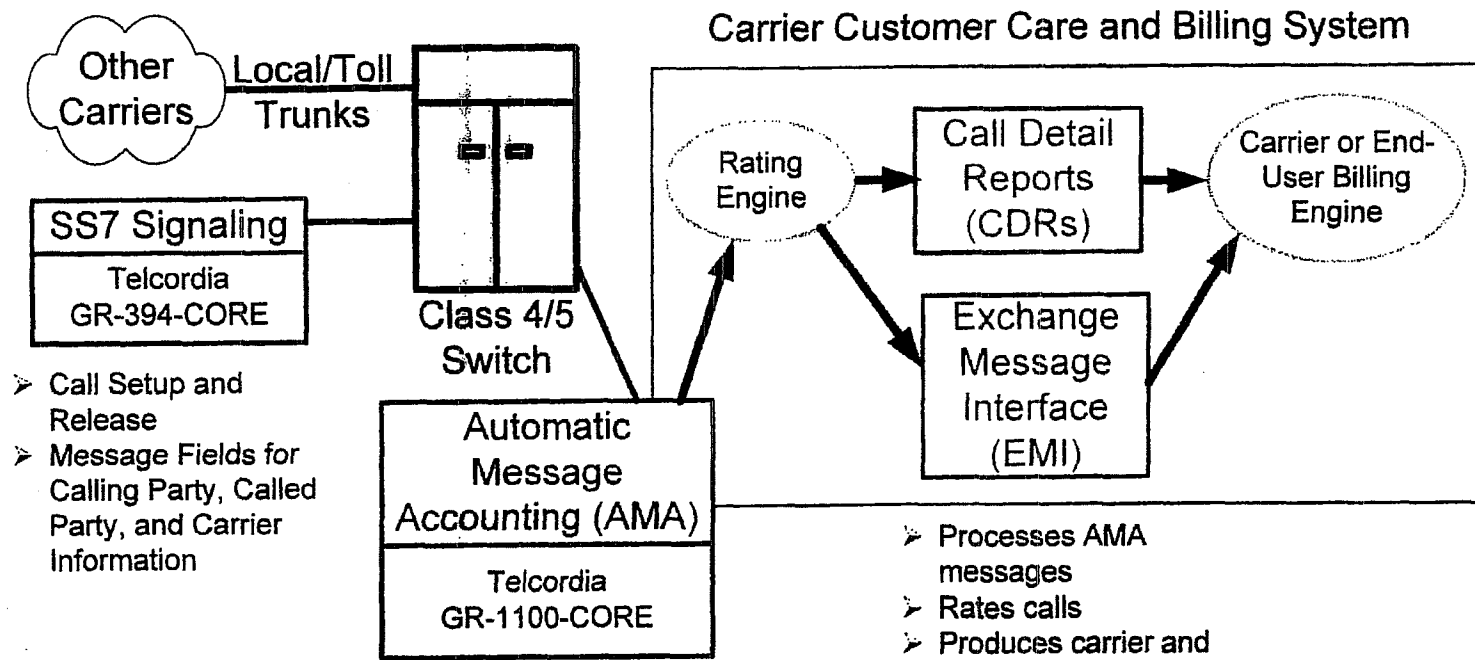 Carrier Customer Care and Billing System
Other
Carriers
Local/Toll
Trunks
SS7 Signaling
Telcordia
GR-394-CORE
➢ Call Setup and
Release
➢ Message Fields for
Calling Party, Called
Party, and Carrier
Information
Class 4/5
Switch
Automatic
Message
Accounting (AMA)
Telcordia
GR-1100-CORE
Rating
Engine
Call Detail
Reports
(CDRs)
Exchange
Message
Interface
(EMI)
Carrier or End-
User Billing
Engine
➢ Processes AMA
messages
➢ Rates calls
➢ Produces carrier and